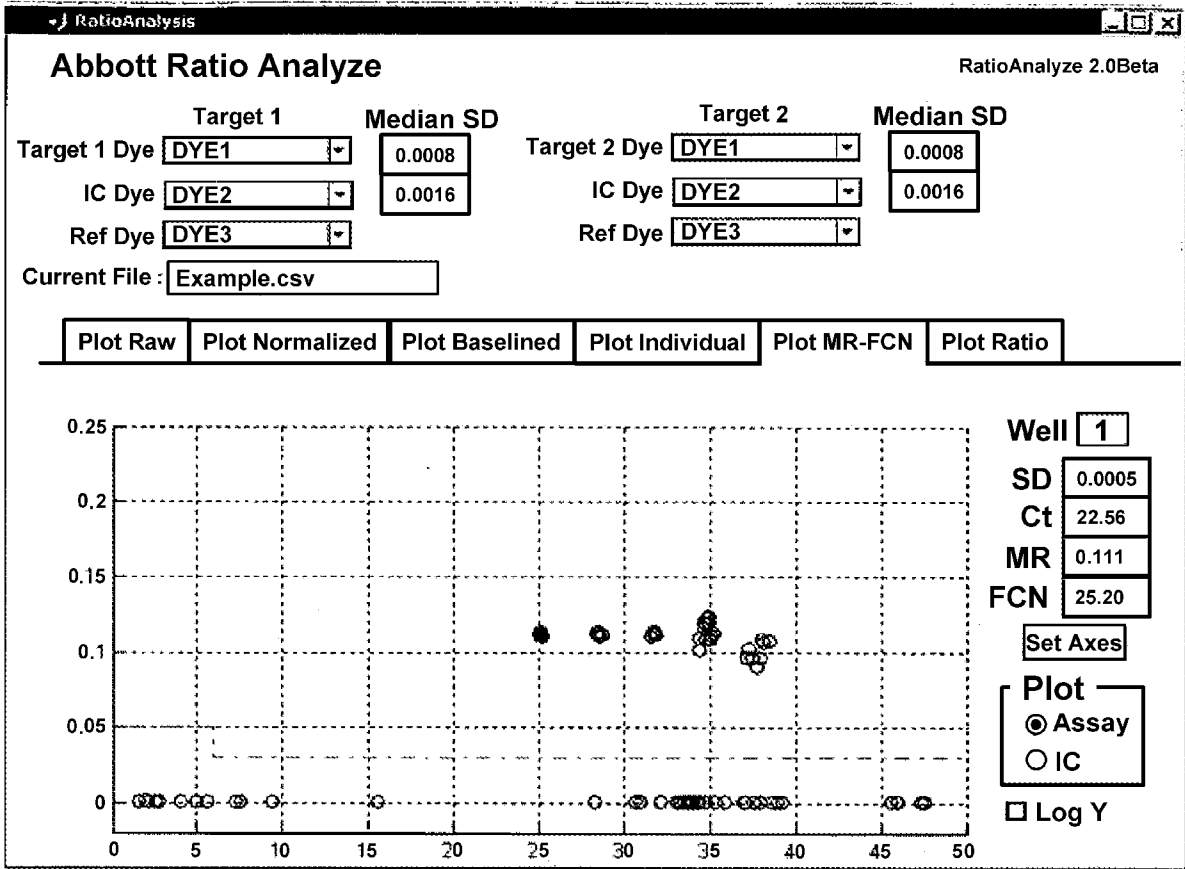 RatioAnalysis
Abbott Ratio Analyze
RatioAnalyze 2.0Beta
Target 1 Median SD
Target 1 Dye DYE1 0.0008
IC Dye DYE2 0.0016
Ref Dye DYE3
Target 2 Median SD
Target 2 Dye DYE1 0.0008
IC Dye DYE2 0.0016
Ref Dye DYE3
Current File : Example.csv
Plot Raw Plot Normalized Plot Baselined Plot Individual Plot MR-FCN Plot Ratio
0.25
0.2
0.15
0.1
0.05
0
0 5 10 15 20 25 30 35 40 45 50
Well 1
SD 0.0005
Ct 22.56
MR 0.111
FCN 25.20
Set Axes
Plot
Assay
IC
Log Y